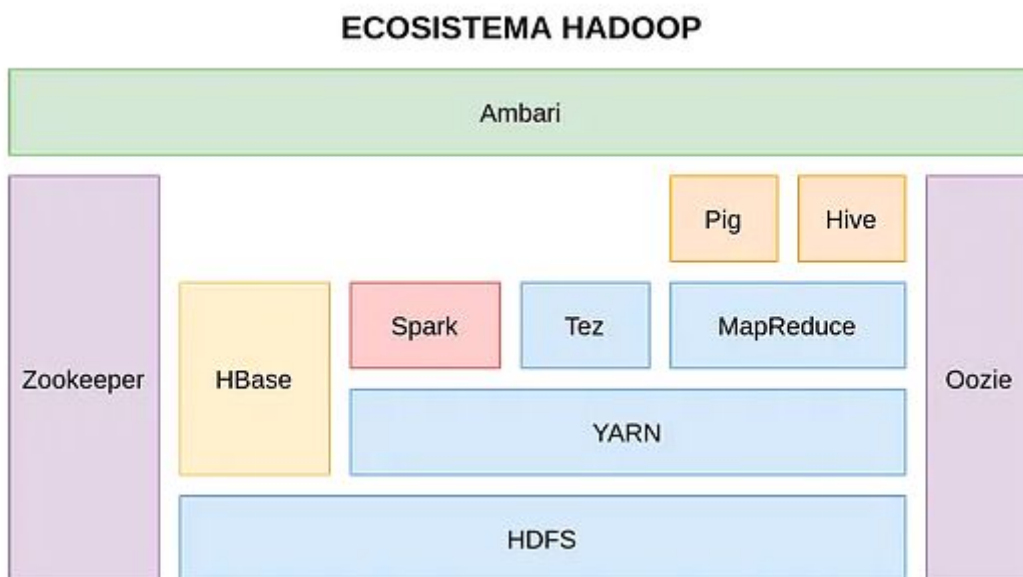 ECOSISTEMA HADOOP
Ambari
Pig
Hive
Spark
Tez
MapReduce
Zookeeper
HBase
Oozie
YARN
HDFS